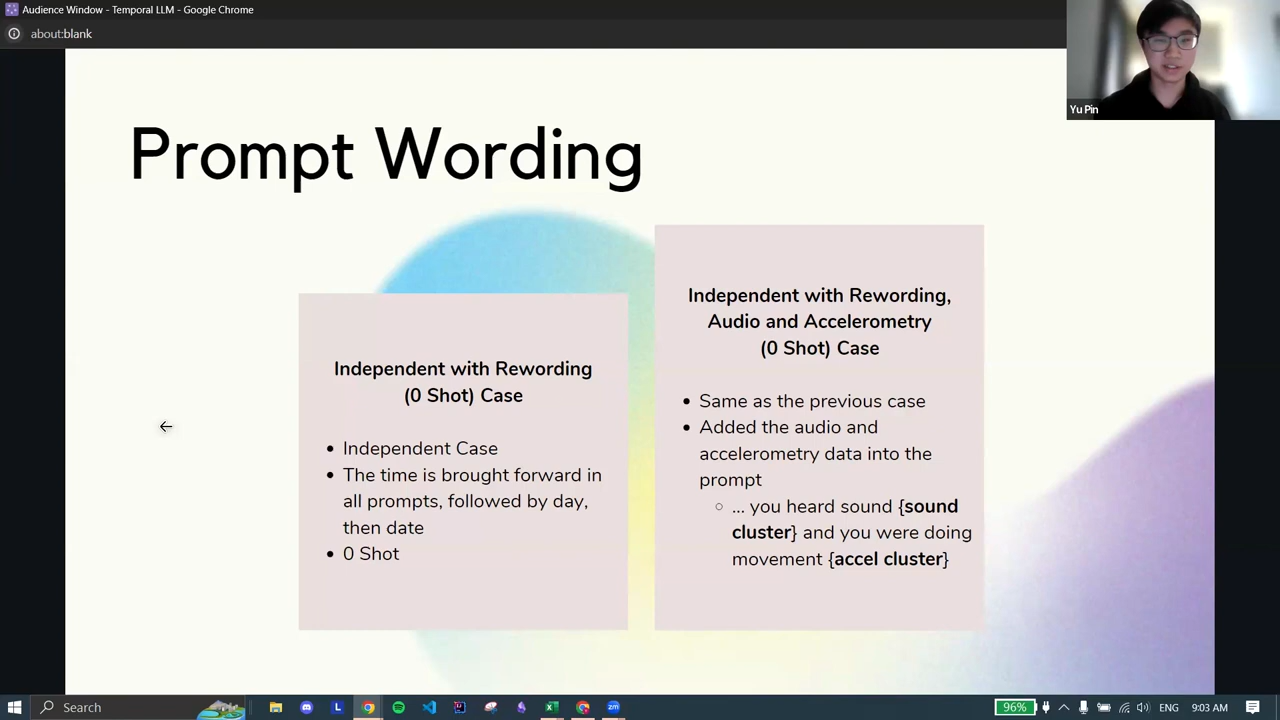 Audience Window - Temporal LLM - Google Chrome
about:blank
Yu Pin
Prompt Wording
Independent with Rewording
(0 Shot) Case
• Independent Case
• The time is brought forward in
all prompts, followed by day,
then date
• 0 Shot
Independent with Rewording,
Audio and Accelerometry
(0 Shot) Case
• Same as the previous case
• Added the audio and
accelerometry data into the
prompt
○ ... you heard sound {sound
cluster} and you were doing
movement {accel cluster}
Search
96%
ENG
9:03 AM